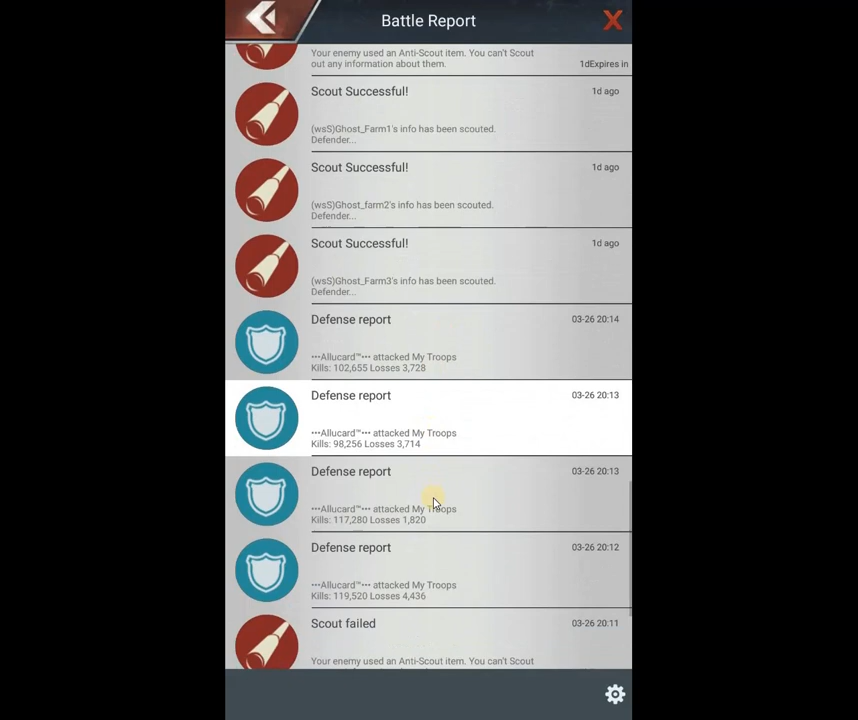 Battle Report
Your enemy used an Anti-Scout item. You can't Scout
out any information about them.
1dExpires in
Scout Successful!
1d ago
(wsS)Ghost_Farm1's info has been scouted.
Defender...
Scout Successful!
1d ago
(wsS)Ghost_farm2's info has been scouted.
Defender...
Scout Successful!
1d ago
(wsS)Ghost_Farm3's info has been scouted.
Defender...
Defense report
03-26 20:14
•••Allucard™••• attacked My Troops
Kills: 102,655 Losses 3,728
Defense report
03-26 20:13
•••Allucard™••• attacked My Troops
Kills: 98,256 Losses 3,714
Defense report
03-26 20:13
•••Allucard™••• attacked My Troops
Kills: 117,280 Losses 1,820
Defense report
03-26 20:12
•••Allucard™••• attacked My Troops
Kills: 119,520 Losses 4,436
Scout failed
03-26 20:11
Your enemy used an Anti-Scout item. You can't Scout